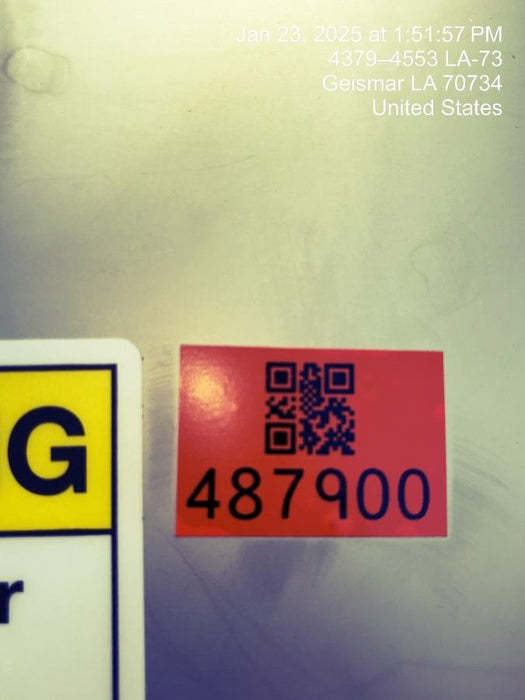 Jan 23, 2025 at 1:51:57 PM
4379–4553 LA-73
Geismar LA 70734
United States
G
r
487900